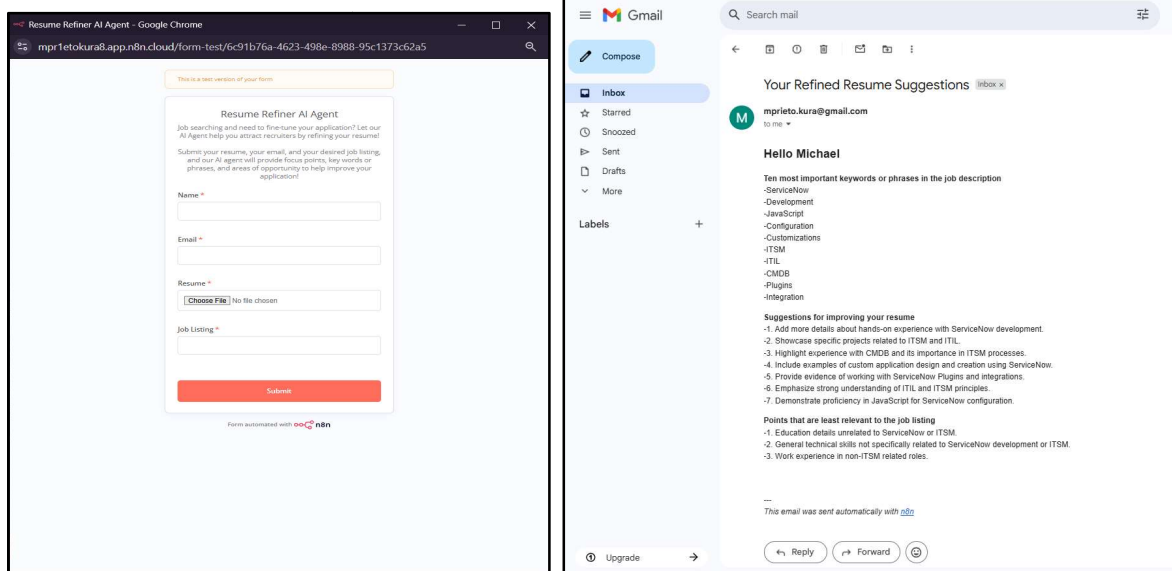 Resume Refiner AI Agent - Google Chrome
mpr1etokura8.app.n8n.cloud/form-test/6c91b76a-4623-498e-8988-95c1373c62a5
This is a test version of your form
Resume Refiner AI Agent
Job searching and need to fine-tune your application? Let our
AI Agent help you attract recruiters by refining your resume!
Submit your resume, your email, and your desired job listing,
and our AI agent will provide focus points, key words or
phrases, and areas of opportunity to help improve your
application!
Name *
Email *
Resume *
Choose File No file chosen
Job Listing *
Submit
Form automated with n8n
Gmail
Search mail
Compose
Inbox
Starred
Snoozed
Sent
Drafts
More
Labels
Upgrade
Your Refined Resume Suggestions Inbox ×
M
mprieto.kura@gmail.com
to me
Hello Michael
Ten most important keywords or phrases in the job description
-ServiceNow
-Development
-JavaScript
-Configuration
-Customizations
-ITSM
-ITIL
-CMDB
-Plugins
-Integration
Suggestions for improving your resume
-1. Add more details about hands-on experience with ServiceNow development.
-2. Showcase specific projects related to ITSM and ITIL.
-3. Highlight experience with CMDB and its importance in ITSM processes.
-4. Include examples of custom application design and creation using ServiceNow.
-5. Provide evidence of working with ServiceNow Plugins and integrations.
-6. Emphasize strong understanding of ITIL and ITSM principles.
-7. Demonstrate proficiency in JavaScript for ServiceNow configuration.
Points that are least relevant to the job listing
-1. Education details unrelated to ServiceNow or ITSM.
-2. General technical skills not specifically related to ServiceNow development or ITSM.
-3. Work experience in non-ITSM related roles.
---
This email was sent automatically with n8n
Reply
Forward